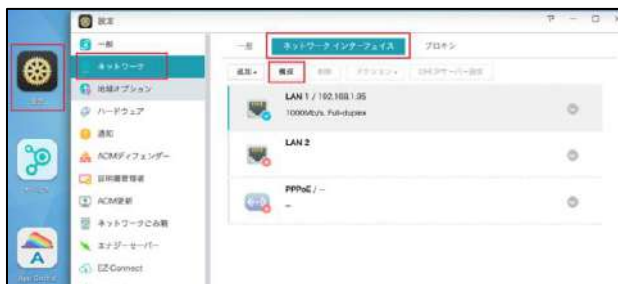 設定
一般
ネットワーク
地域オプション
ハードウェア
通知
ADMディフェンダー
証明書管理者
ADM更新
ネットワークごみ箱
エナジーセーバー
EZ-Connect
一般
ネットワーク インターフェイス
プロキシ
追加
構成
削除
アクション
DHCPサーバー設定
LAN 1 / 192.168.1.95
1000Mb/s, Full-duplex
LAN 2
PPPoE / --
--
App Central